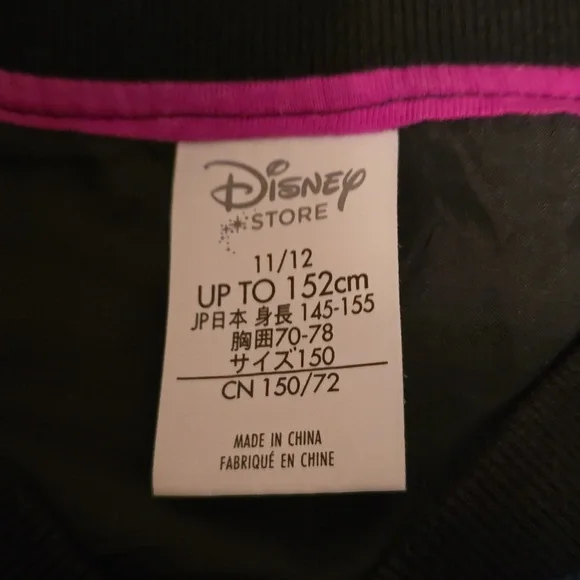 Disney
STORE
11/12
UP TO 152cm
JP日本 身長 145-155
胸囲70-78
サイズ150
CN 150/72
MADE IN CHINA
FABRIQUÉ EN CHINE